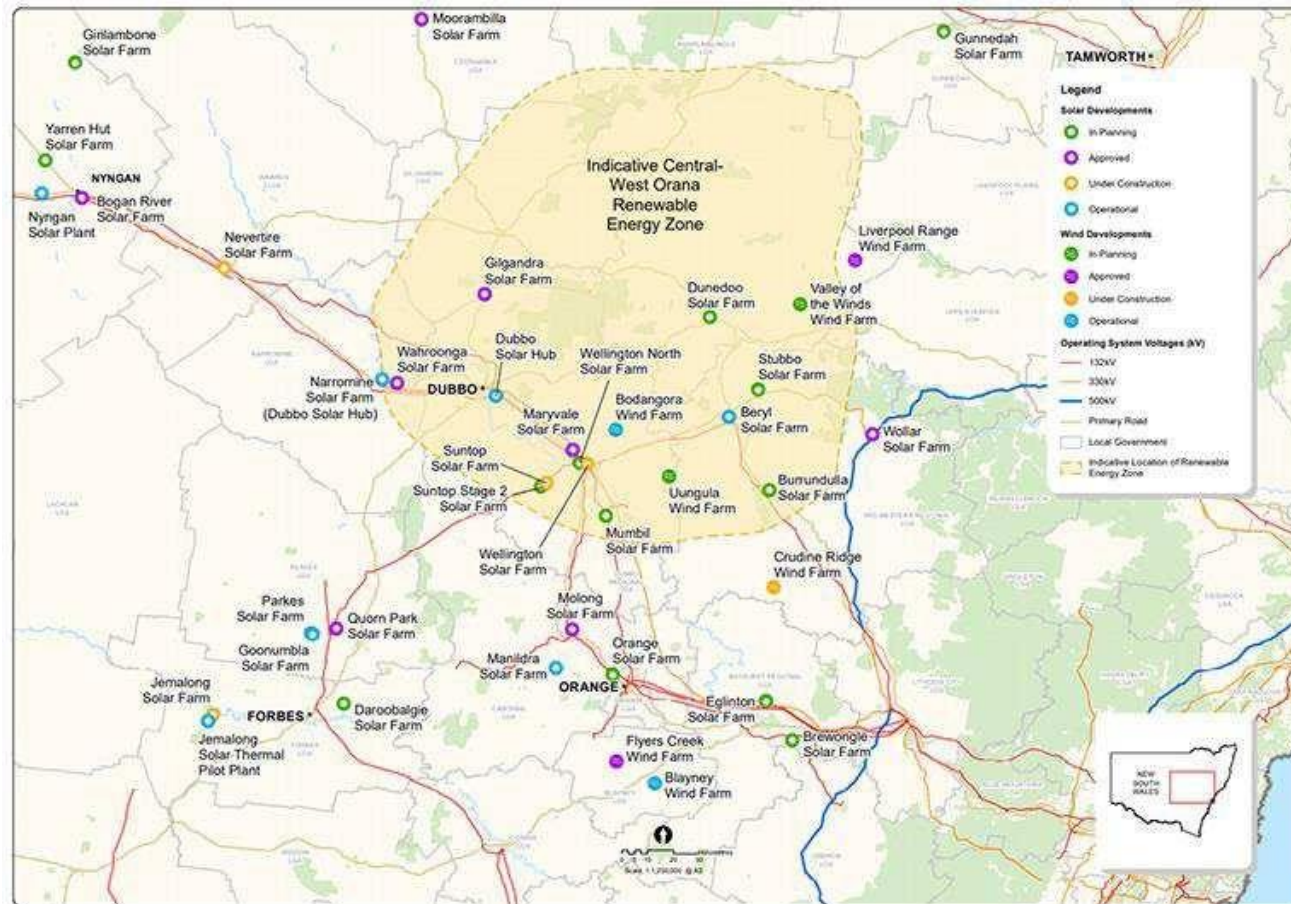 Girilambone
Solar Farm
Moorambilla
Solar Farm
Gunnedah
Solar Farm
TAMWORTH
Yarren Hut
Solar Farm
NYNGAN
Bogan River
Solar Farm
Nyngan
Solar Plant
Nevertire
Solar Farm
Indicative Central-
West Orana
Renewable
Energy Zone
Liverpool Range
Wind Farm
Gilgandra
Solar Farm
Dunedoo
Solar Farm
Valley of
the Winds
Wind Farm
Dubbo
Solar Hub
Wellington North
Solar Farm
Wahroonga
Solar Farm
Narromine
Solar Farm
(Dubbo Solar Hub)
DUBBO
Stubbo
Solar Farm
Maryvale
Solar Farm
Bodangora
Wind Farm
Beryl
Solar Farm
Wollar
Solar Farm
Suntop
Solar Farm
Suntop Stage 2
Solar Farm
Uungula
Wind Farm
Burrundulla
Solar Farm
Mumbil
Solar Farm
Wellington
Solar Farm
Crudine Ridge
Wind Farm
Parkes
Solar Farm
Goonumbla
Solar Farm
Quorn Park
Solar Farm
Molong
Solar Farm
Manildra
Solar Farm
Orange
Solar Farm
ORANGE
Jemalong
Solar Farm
FORBES
Daroobalgie
Solar Farm
Eglinton
Solar Farm
Brewongle
Solar Farm
Jemalong
Solar Thermal
Pilot Plant
Flyers Creek
Wind Farm
Blayney
Wind Farm
Legend
Solar Developments
In Planning
Approved
Under Construction
Operational
Wind Developments
In Planning
Approved
Under Construction
Operational
Operating System Voltages (kV)
132kV
330kV
500kV
Primary Road
Local Government
Indicative Location of Renewable
Energy Zone
NEW
SOUTH
WALES
Scale 1:1,250,000 @ A3